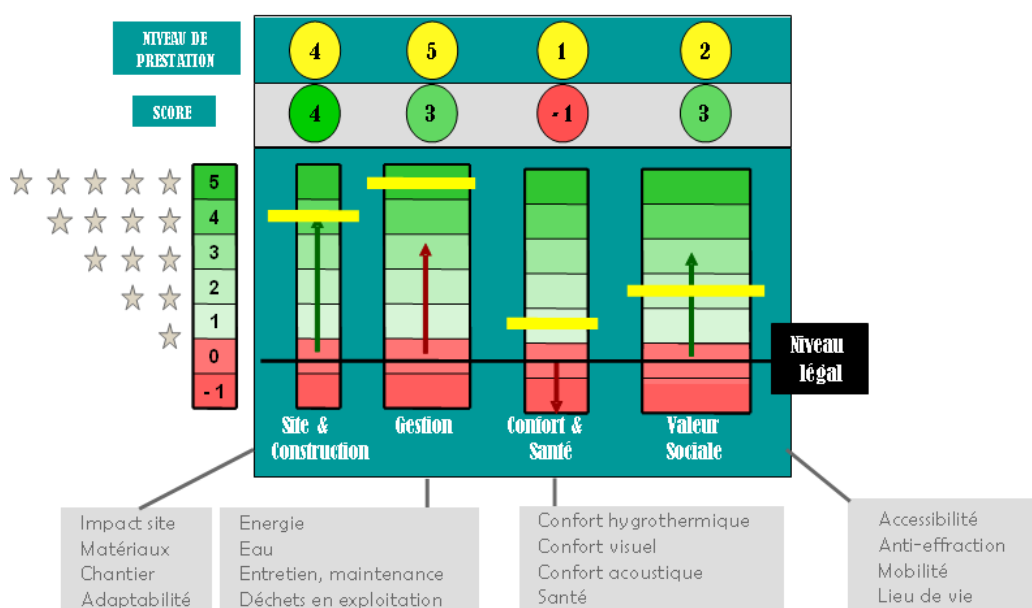 NIVEAU DE
PRESTATION
4 5 1 2
SCORE
4 3 - 1 3
5
4
3
2
1
0
- 1
Niveau
légal
Site &
Construction
Gestion
Confort &
Santé
Valeur
Sociale
Impact site
Matériaux
Chantier
Adaptabilité
Energie
Eau
Entretien, maintenance
Déchets en exploitation
Confort hygrothermique
Confort visuel
Confort acoustique
Santé
Accessibilité
Anti-effraction
Mobilité
Lieu de vie